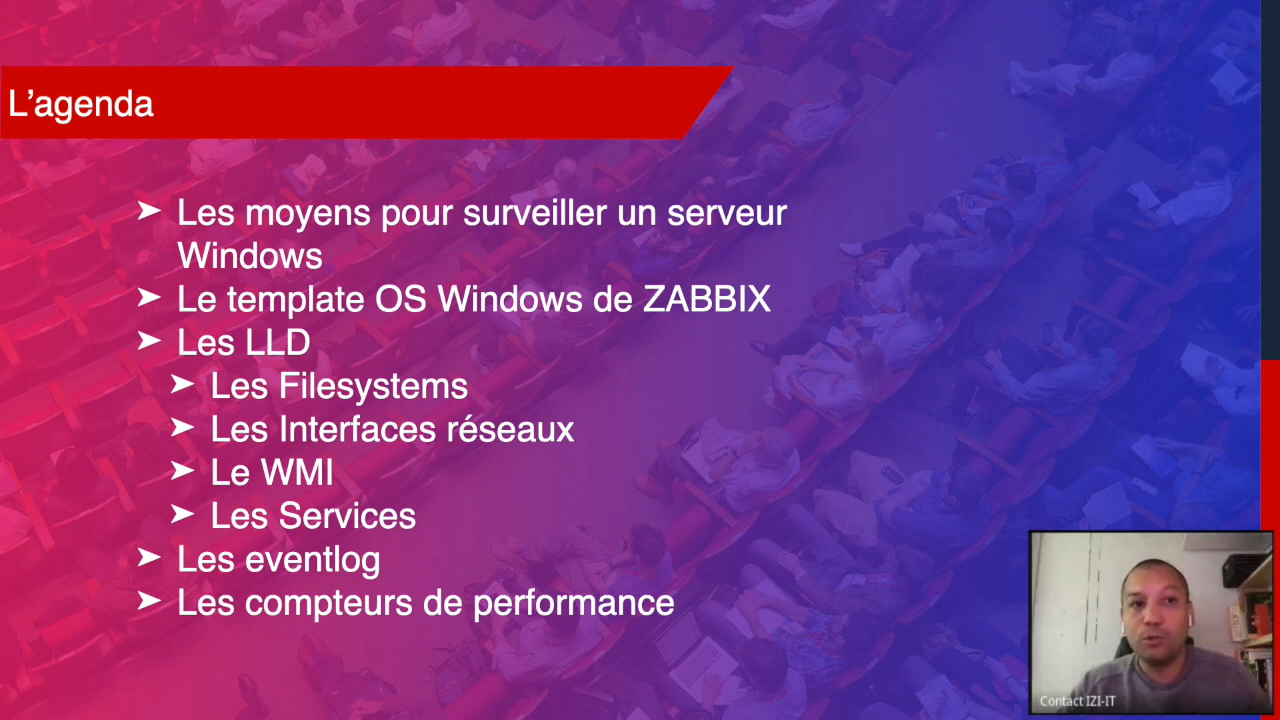 L’agenda
➤ Les moyens pour surveiller un serveur
Windows
➤ Le template OS Windows de ZABBIX
➤ Les LLD
➤ Les Filesystems
➤ Les Interfaces réseaux
➤ Le WMI
➤ Les Services
➤ Les eventlog
➤ Les compteurs de performance
Contact IZI-IT